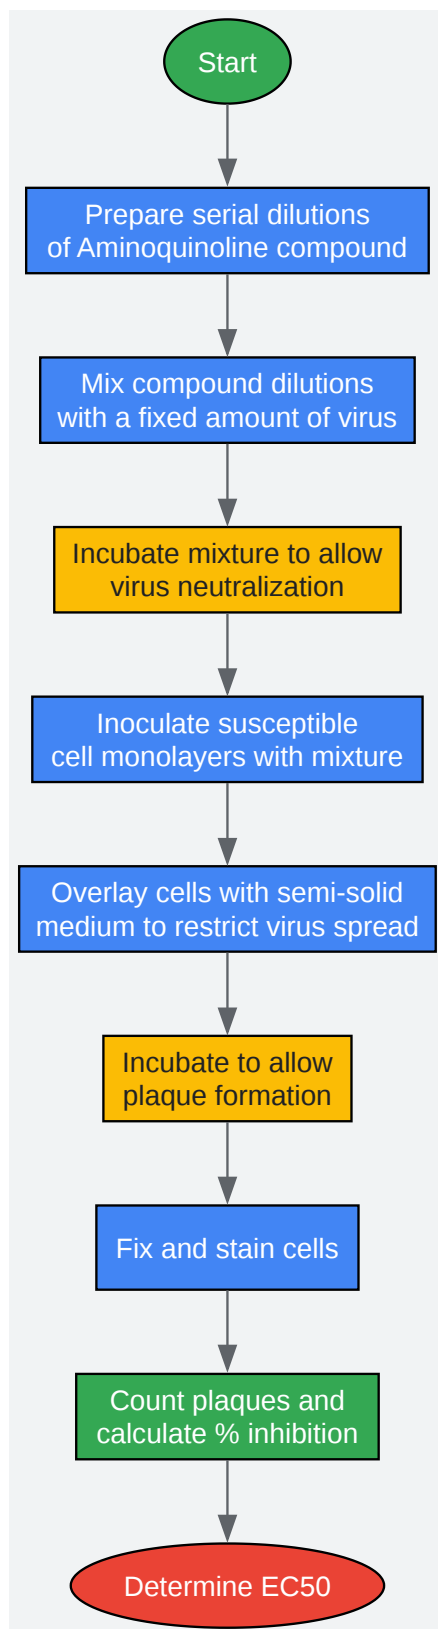 Start
Prepare serial dilutions
of Aminoquinoline compound
Mix compound dilutions
with a fixed amount of virus
Incubate mixture to allow
virus neutralization
Inoculate susceptible
cell monolayers with mixture
Overlay cells with semi-solid
medium to restrict virus spread
Incubate to allow
plaque formation
Fix and stain cells
Count plaques and
calculate % inhibition
Determine EC50